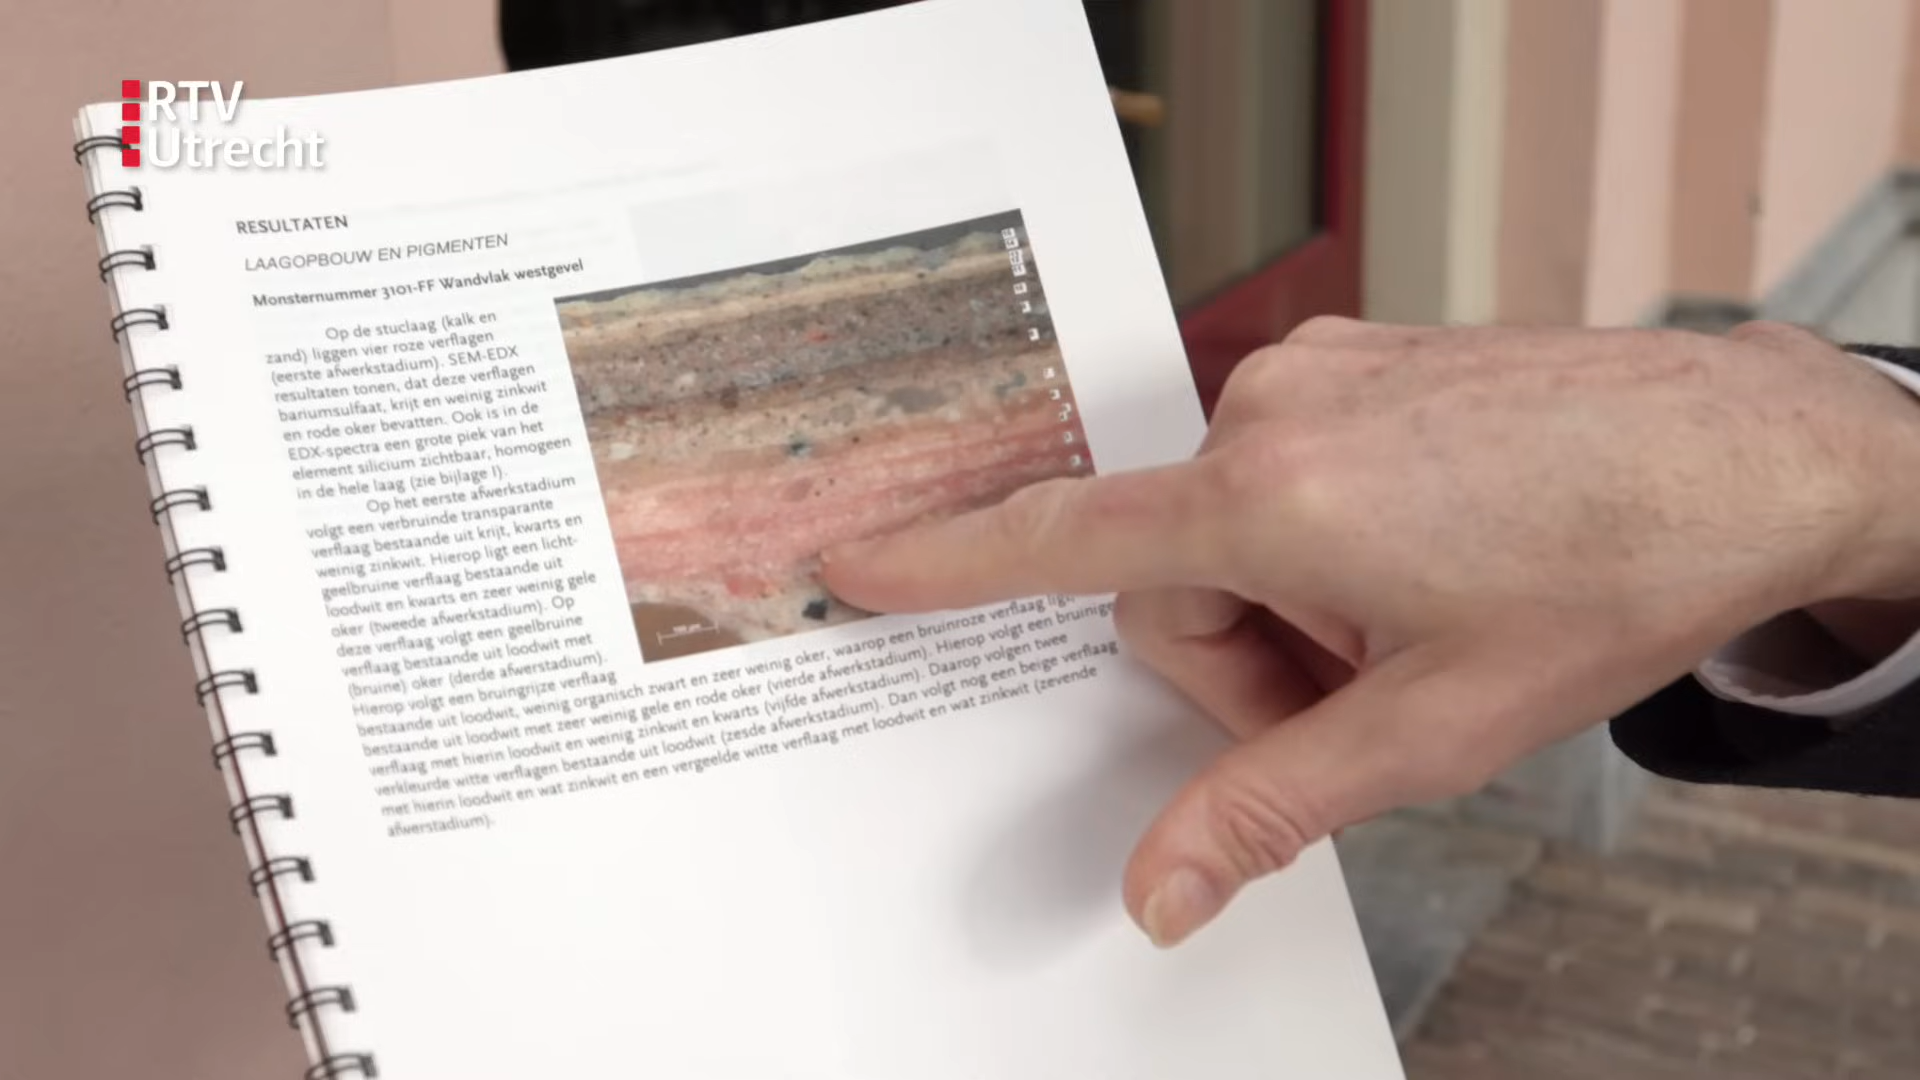 RTV
Utrecht
RESULTATEN
LAAGOPBOUW EN PIGMENTEN
Monsternummer 3101-FF Wandvlak westgevel
Op de stuclaag (kalk en
zand) liggen vier roze verflagen
(eerste afwerkstadium). SEM-EDX
resultaten tonen, dat deze verflagen
bariumsulfaat, krijt en weinig zinkwit
en rode oker bevatten. Ook is in de
EDX-spectra een grote piek van het
element silicium zichtbaar, homogeen
in de hele laag (zie bijlage I).
Op het eerste afwerkstadium
volgt een verbruinde transparante
verflaag bestaande uit krijt, kwarts en
weinig zinkwit. Hierop ligt een licht-
geelbruine verflaag bestaande uit
loodwit en kwarts en zeer weinig gele
oker (tweede afwerkstadium). Op
deze verflaag volgt een geelbruine
verflaag bestaande uit loodwit met
(bruine) oker (derde afwerstadium).
Hierop volgt een bruingrijze verflaag
bestaande uit loodwit, weinig organisch zwart en zeer weinig oker, waarop een bruinroze verflaag ligt,
bestaande uit loodwit met zeer weinig gele en rode oker (vierde afwerkstadium). Hierop volgt een bruinige
verflaag met hierin loodwit en weinig zinkwit en kwarts (vijfde afwerkstadium). Daarop volgen twee
verkleurde witte verflagen bestaande uit loodwit (zesde afwerkstadium). Dan volgt nog een beige verflaag
met hierin loodwit en wat zinkwit en een vergeelde witte verflaag met loodwit en wat zinkwit (zevende
afwerstadium).